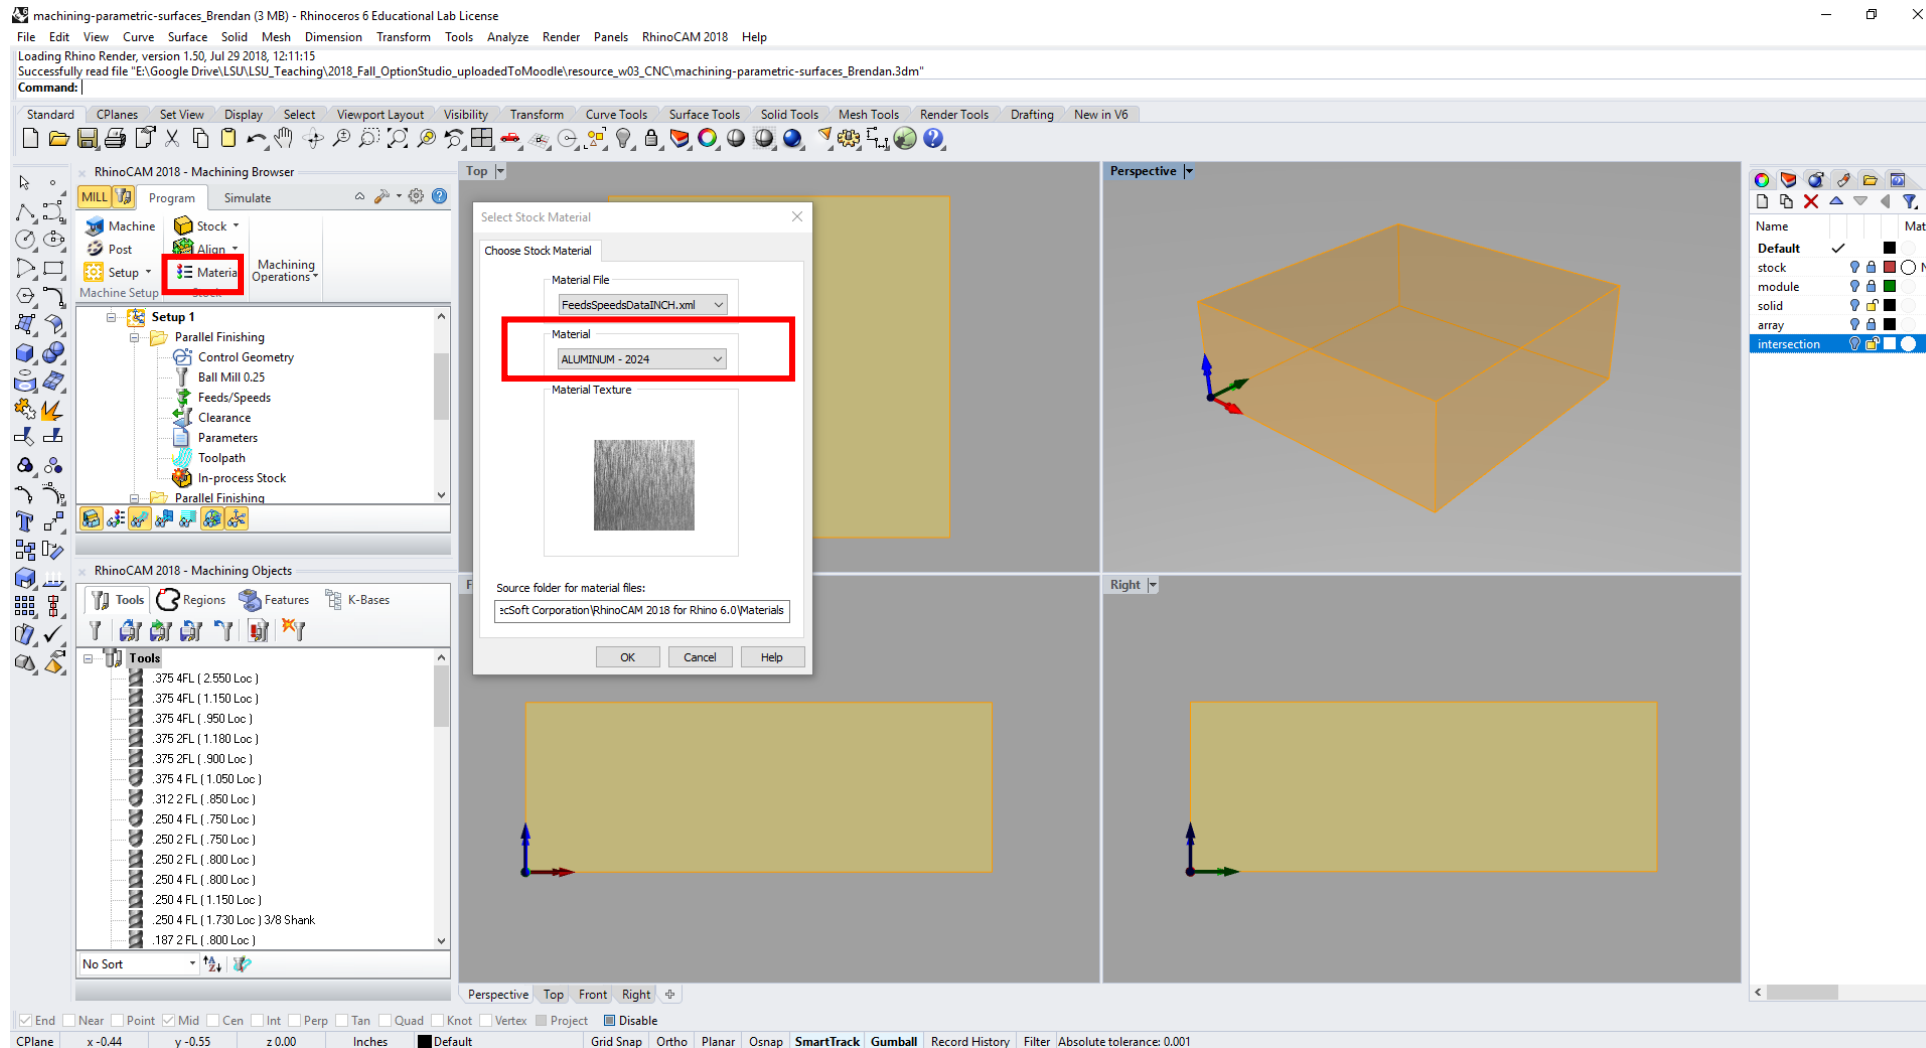 machining-parametric-surfaces_Brendan (3 MB) - Rhinoceros 6 Educational Lab License
File Edit View Curve Surface Solid Mesh Dimension Transform Tools Analyze Render Panels RhinoCAM 2018 Help
Loading Rhino Render, version 1.50, Jul 29 2018, 12:11:15
Successfully read file "E:\Google Drive\LSU\LSU_Teaching\2018_Fall_OptionStudio_uploadedToMoodle\resource_w03_CNC\machining-parametric-surfaces_Brendan.3dm"
Command:
Standard CPlanes Set View Display Select Viewport Layout Visibility Transform Curve Tools Surface Tools Solid Tools Mesh Tools Render Tools Drafting New in V6
RhinoCAM 2018 - Machining Browser
MILL Program Simulate
Machine Stock
Post Align
Setup Materia Machining Operations
Machine Setup Stock
Setup 1
Parallel Finishing
Control Geometry
Ball Mill 0.25
Feeds/Speeds
Clearance
Parameters
Toolpath
In-process Stock
Parallel Finishing
RhinoCAM 2018 - Machining Objects
Tools Regions Features K-Bases
Tools
.375 4FL ( 2.550 Loc )
.375 4FL ( 1.150 Loc )
.375 4FL ( .950 Loc )
.375 2FL ( 1.180 Loc )
.375 2FL ( .900 Loc )
.375 4 FL ( 1.050 Loc )
.312 2 FL ( .850 Loc )
.250 4 FL ( .750 Loc )
.250 2 FL ( .750 Loc )
.250 2 FL ( .800 Loc )
.250 4 FL ( .800 Loc )
.250 4 FL ( 1.150 Loc )
.250 4 FL ( 1.730 Loc ) 3/8 Shank
.187 2 FL ( .800 Loc )
No Sort
Top
Perspective
F
Right
Select Stock Material
Choose Stock Material
Material File
FeedsSpeedsDataINCH.xml
Material
ALUMINUM - 2024
Material Texture
Source folder for material files:
ecSoft Corporation\RhinoCAM 2018 for Rhino 6.0\Materials
OK Cancel Help
Name Mat
Default
stock N
module
solid
array
intersection
Perspective Top Front Right
End Near Point Mid Cen Int Perp Tan Quad Knot Vertex Project Disable
CPlane x -0.44 y -0.55 z 0.00 Inches Default Grid Snap Ortho Planar Osnap SmartTrack Gumball Record History Filter Absolute tolerance: 0.001